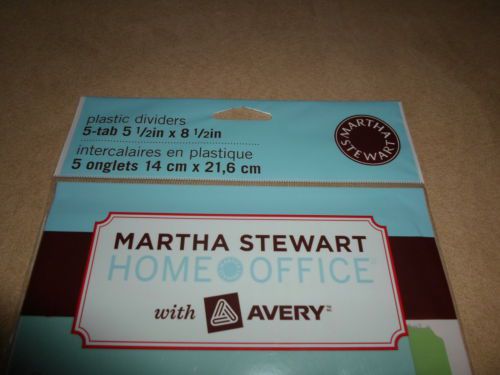 plastic dividers
5-tab 5 1/2in x 8 1/2in
intercalaires en plastique
5 onglets 14 cm x 21,6 cm
MARTHA
STEWART
MARTHA STEWART
HOME OFFICE
with AVERY™